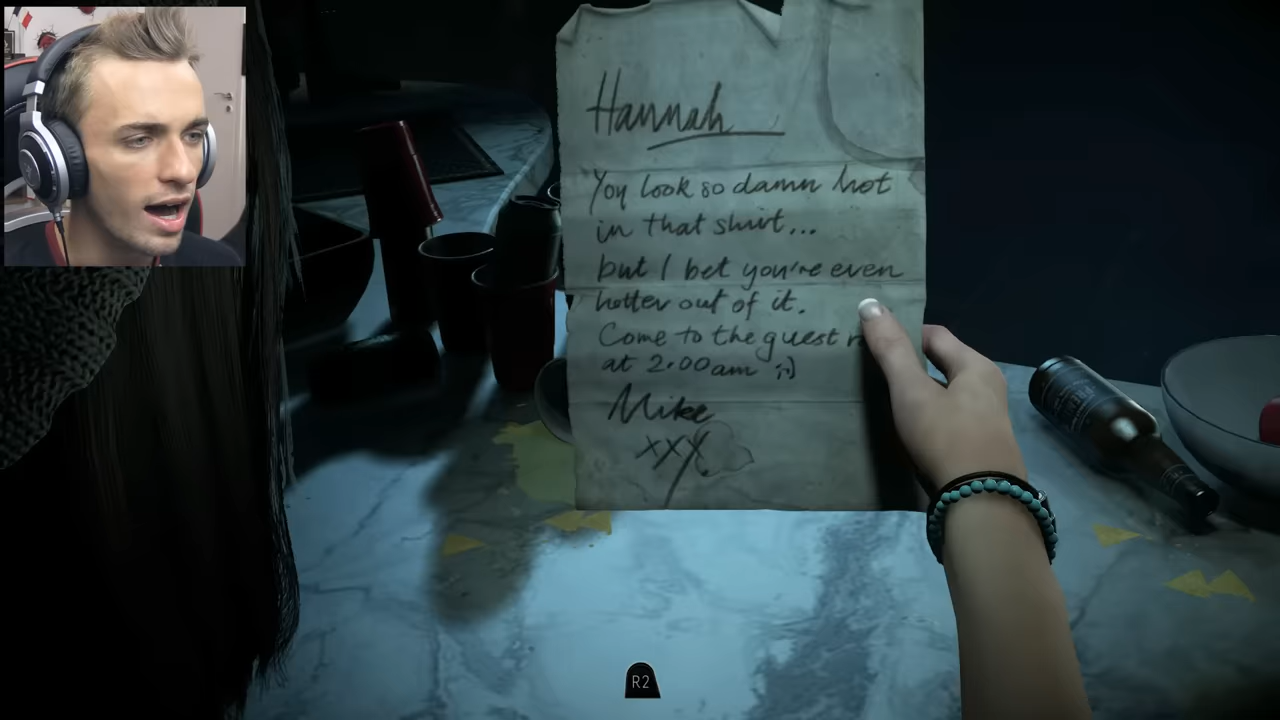 Hannah
You look so damn hot
in that shirt...
but I bet you're even
hotter out of it.
Come to the guest
at 2.00am ;)
Mike
xxx
R2